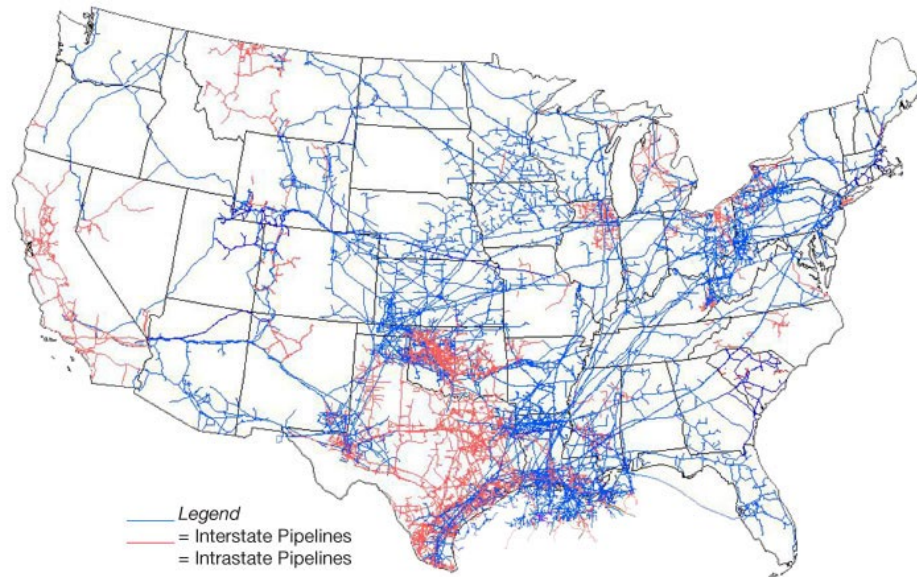 Legend
= Interstate Pipelines
= Intrastate Pipelines